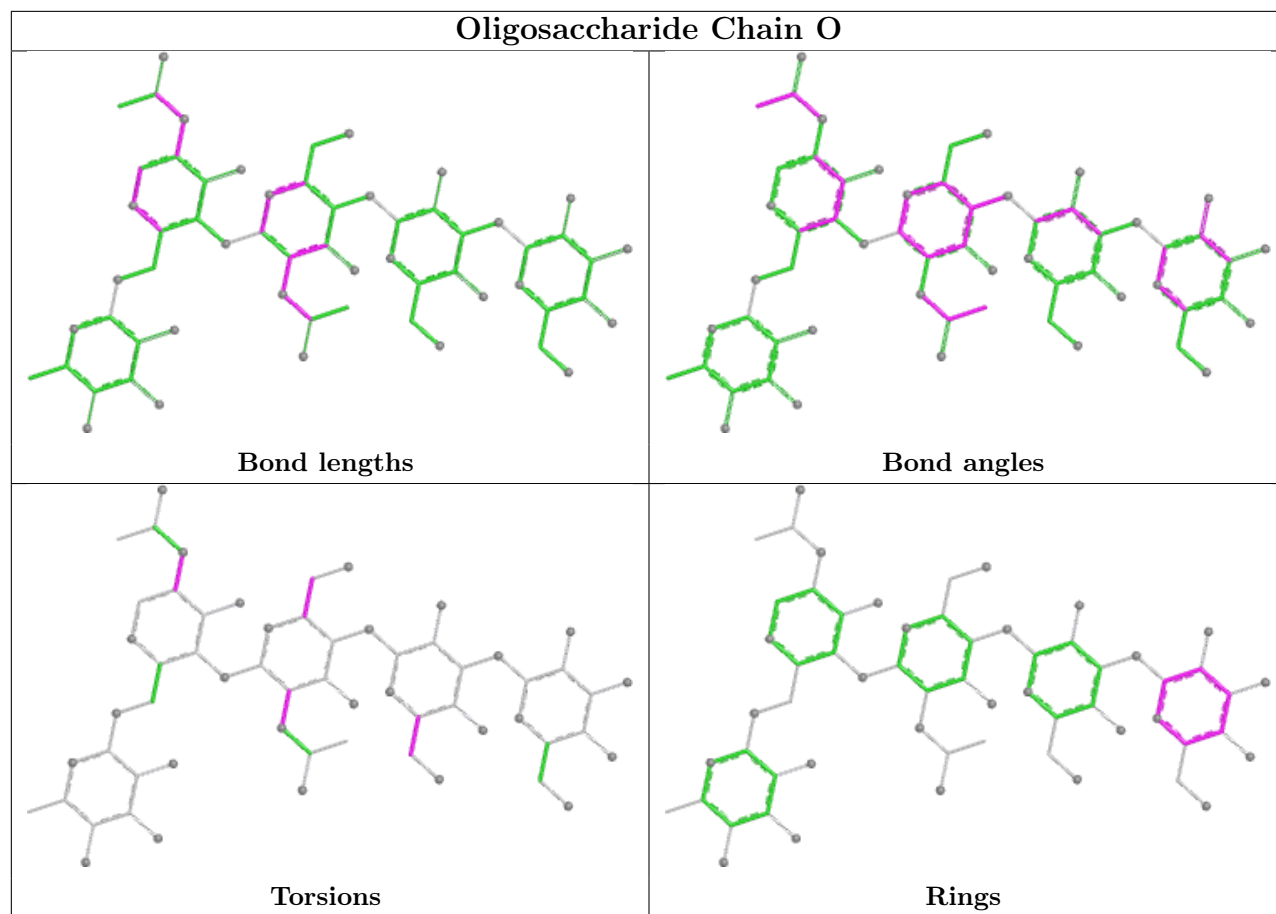 Oligosaccharide Chain O
Bond lengths
Bond angles
Torsions
Rings